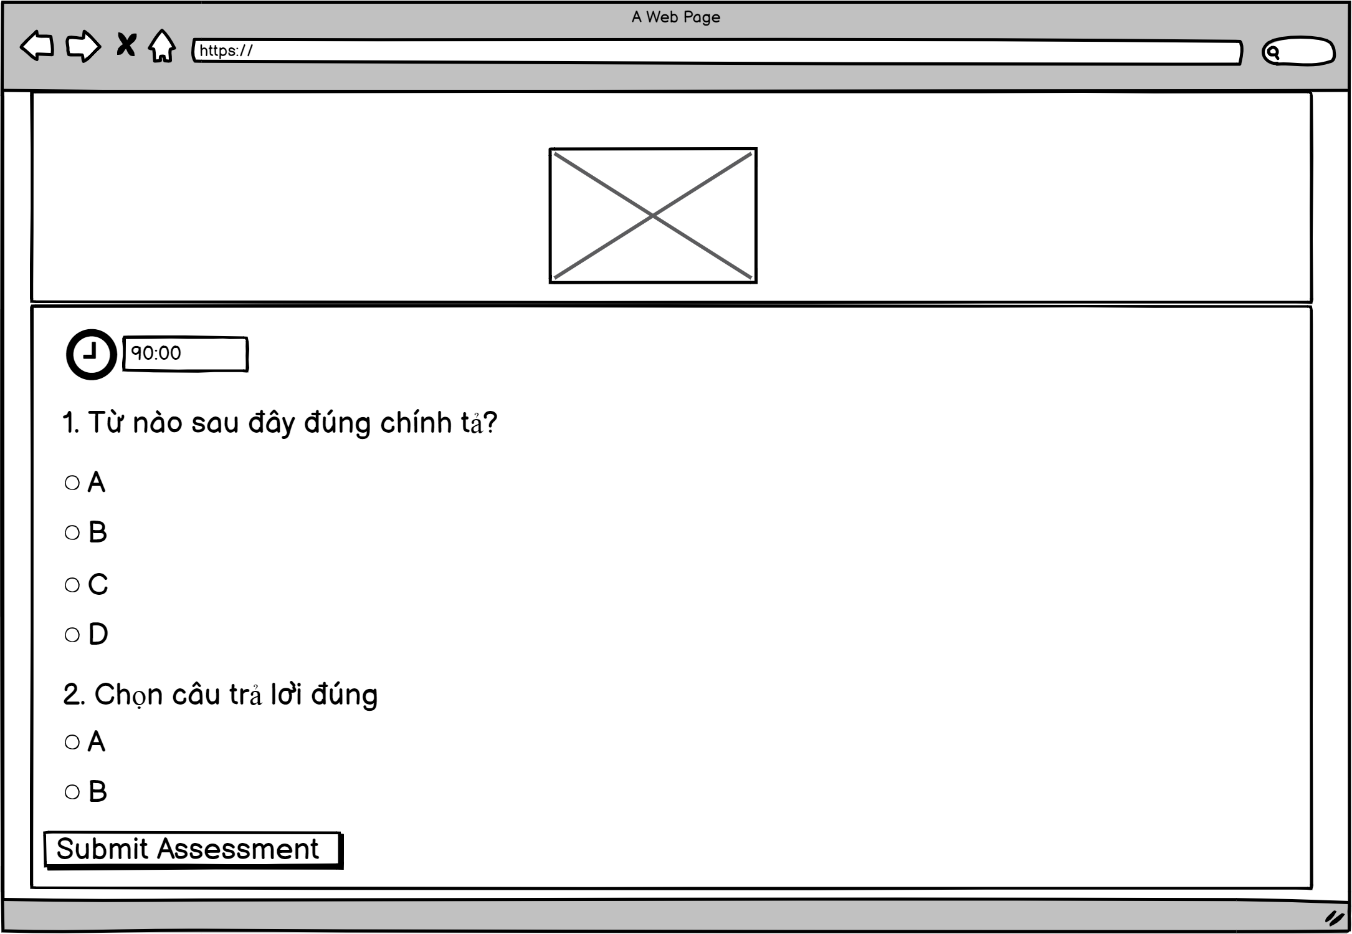 A Web Page
https://
90:00
1. Từ nào sau đây đúng chính tả?
A
B
C
D
2. Chọn câu trả lời đúng
A
B
Submit Assessment